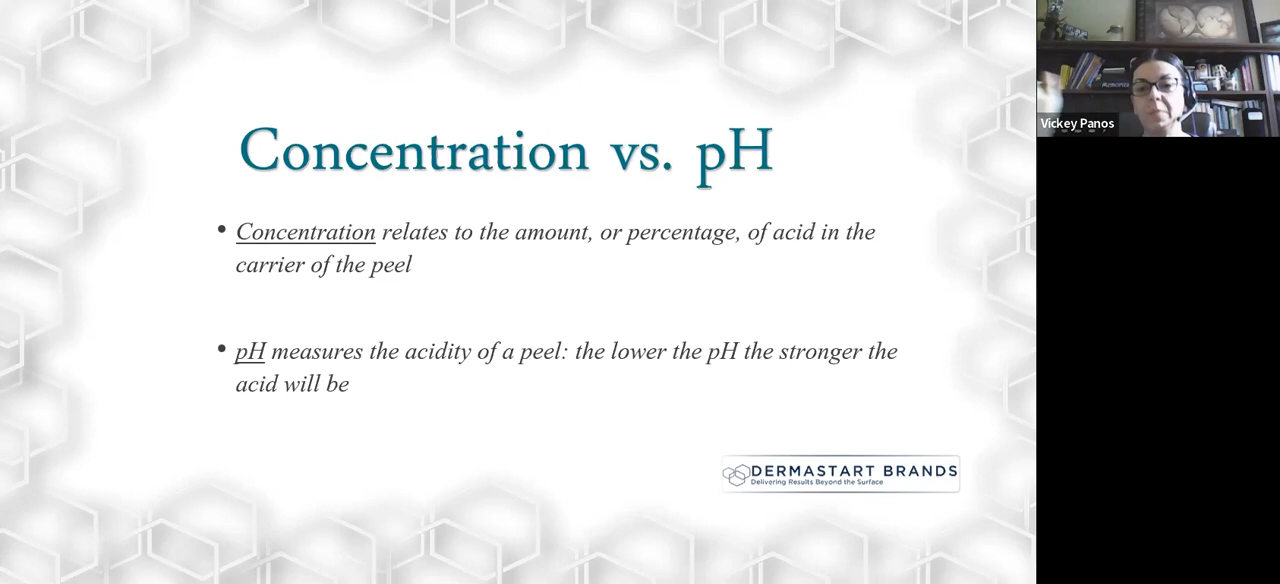 Concentration vs. pH
• Concentration relates to the amount, or percentage, of acid in the
carrier of the peel
• pH measures the acidity of a peel: the lower the pH the stronger the
acid will be
DERMASTART BRANDS
Delivering Results Beyond the Surface
Memories
Vickey Panos